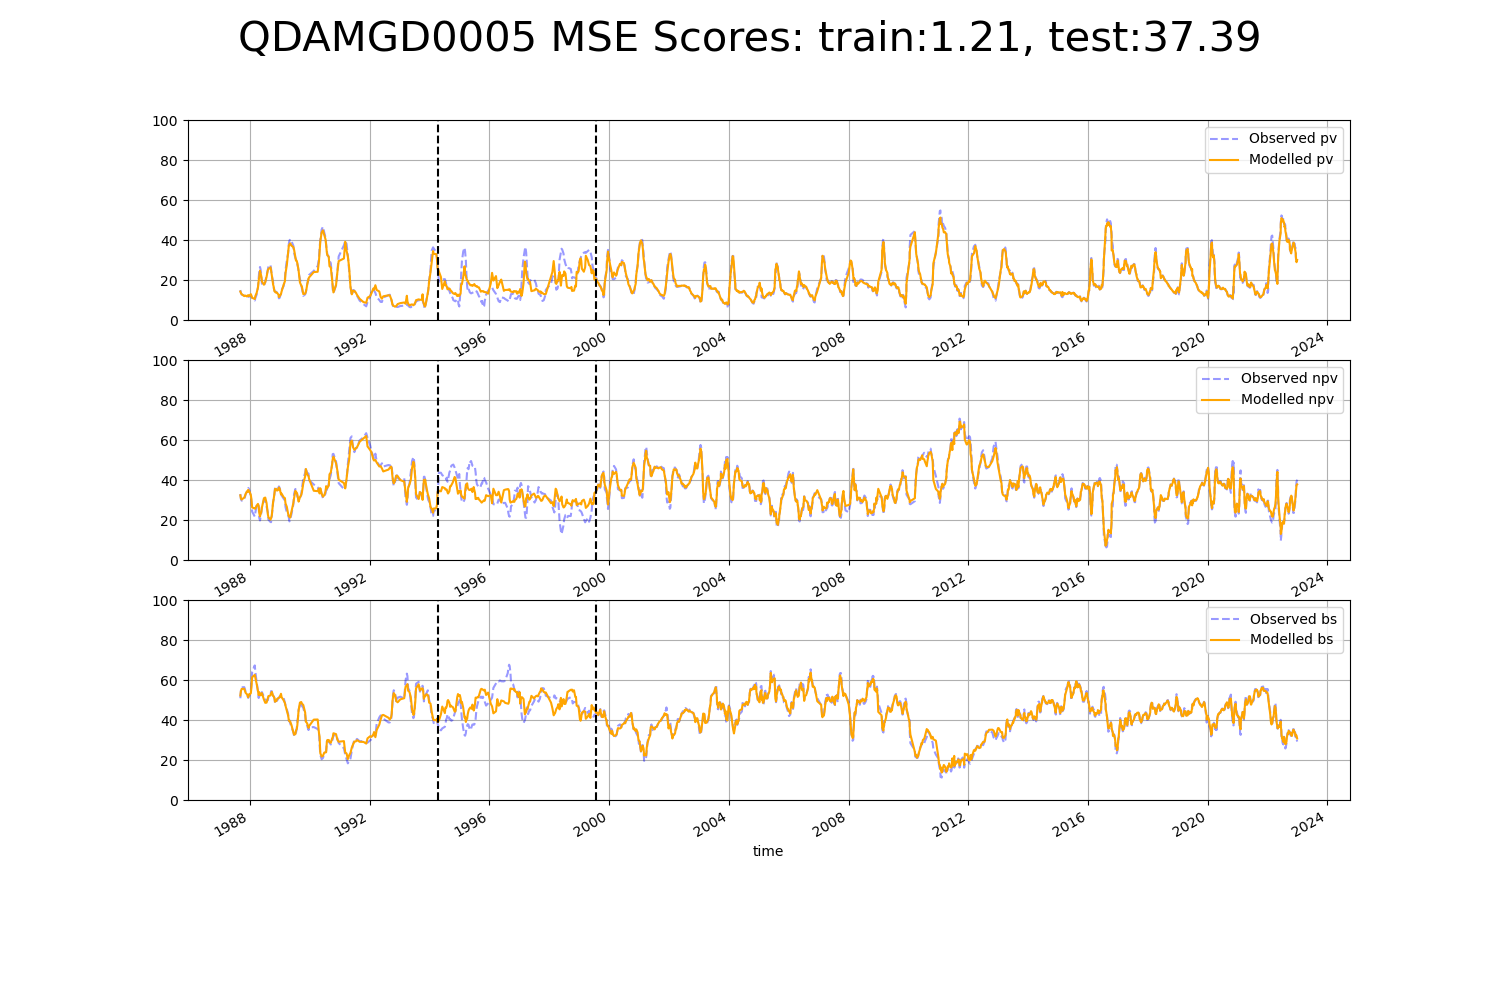 QDAMGD0005 MSE Scores: train:1.21, test:37.39
100
80
60
40
20
0
Observed pv
Modelled pv
1988 1992 1996 2000 2004 2008 2012 2016 2020 2024
100
80
60
40
20
0
Observed npv
Modelled npv
1988 1992 1996 2000 2004 2008 2012 2016 2020 2024
100
80
60
40
20
0
Observed bs
Modelled bs
1988 1992 1996 2000 2004 2008 2012 2016 2020 2024
time